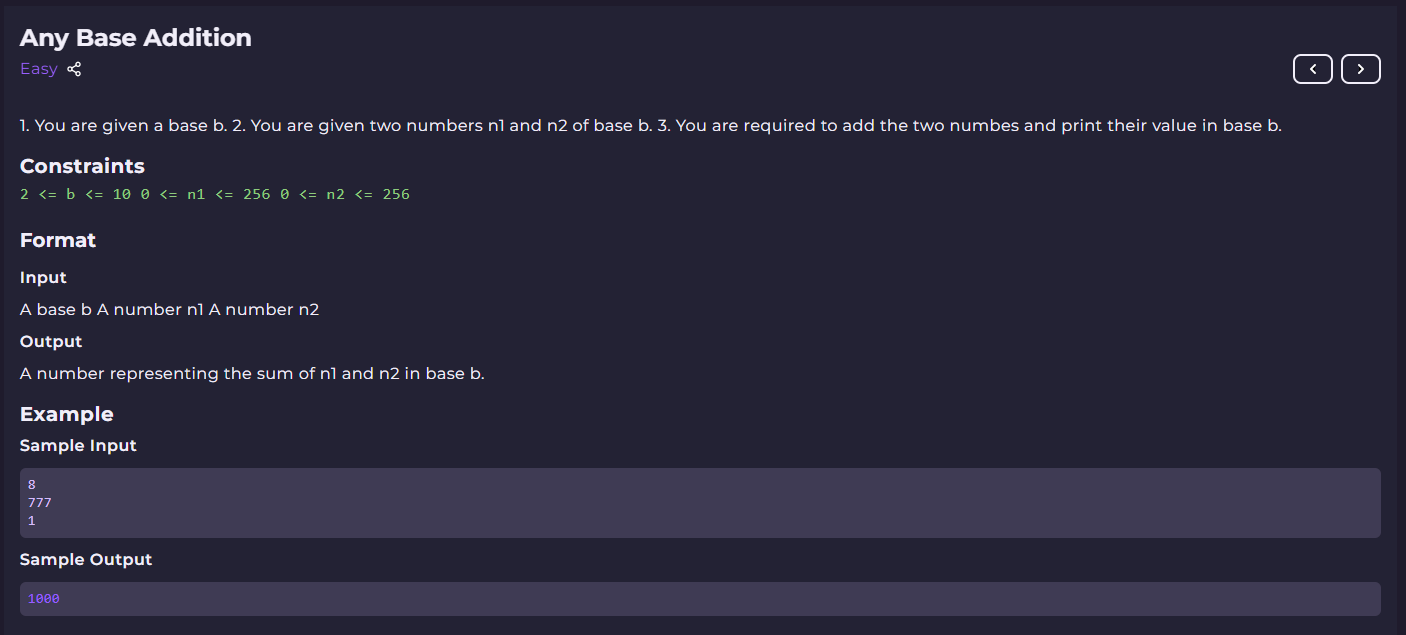 Any Base Addition
Easy
1. You are given a base b. 2. You are given two numbers n1 and n2 of base b. 3. You are required to add the two numbes and print their value in base b.
Constraints
2 <= b <= 10 0 <= n1 <= 256 0 <= n2 <= 256
Format
Input
A base b A number n1 A number n2
Output
A number representing the sum of n1 and n2 in base b.
Example
Sample Input
8
777
1
Sample Output
1000